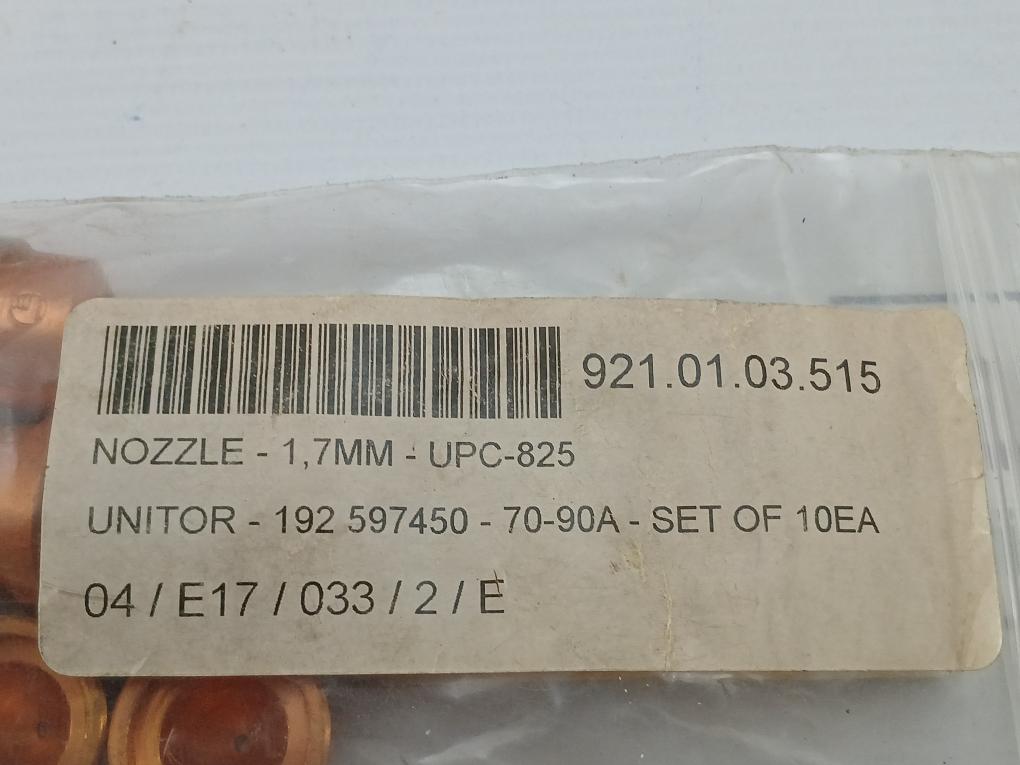 921.01.03.515
NOZZLE - 1,7MM - UPC-825
UNITOR - 192 597450 - 70-90A - SET OF 10EA
04 / E17 / 033 / 2 / E